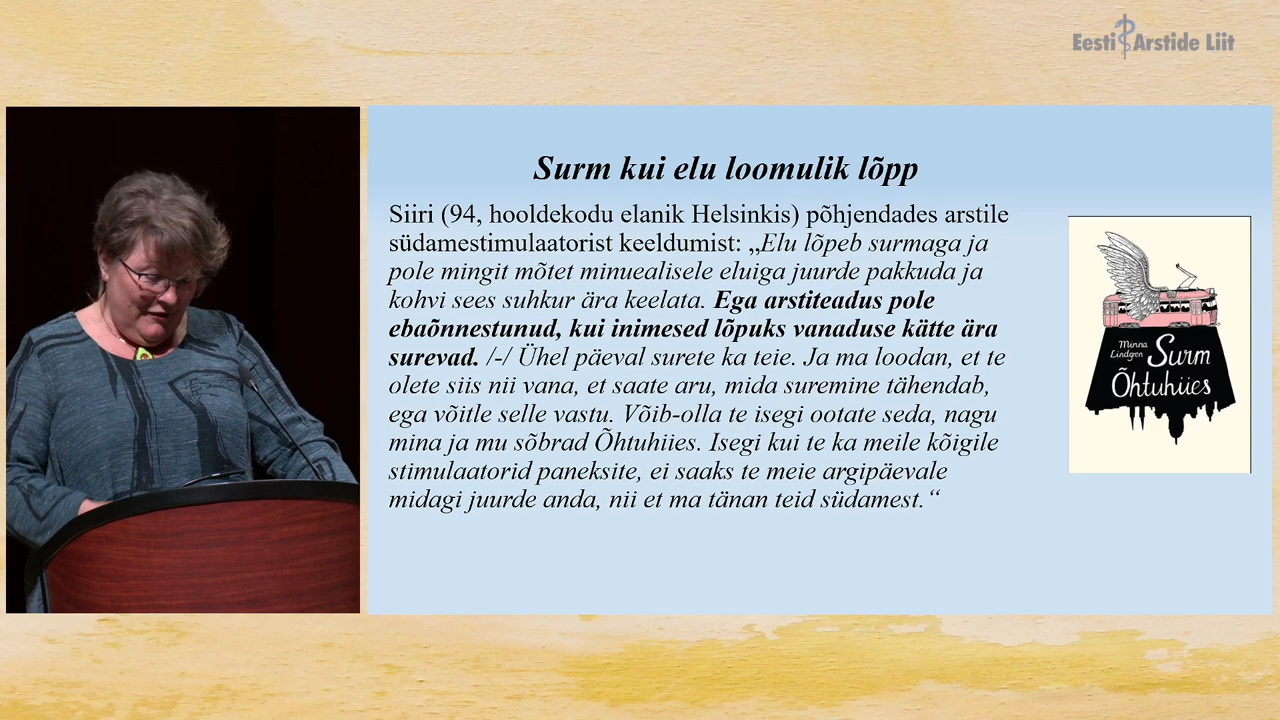 Eesti Arstide Liit
Surm kui elu loomulik lõpp
Siiri (94, hooldekodu elanik Helsinkis) põhjendades arstile
südamestimulaatorist keeldumist: „Elu lõpeb surmaga ja
pole mingit mõtet minuealisele eluiga juurde pakkuda ja
kohvi sees suhkur ära keelata. Ega arstiteadus pole
ebaõnnestunud, kui inimesed lõpuks vanaduse kätte ära
surevad. /-/ Ühel päeval surete ka teie. Ja ma loodan, et te
olete siis nii vana, et saate aru, mida suremine tähendab,
ega võitle selle vastu. Võib-olla te isegi ootate seda, nagu
mina ja mu sõbrad Õhtuhiies. Isegi kui te ka meile kõigile
stimulaatorid paneksite, ei saaks te meie argipäevale
midagi juurde anda, nii et ma tänan teid südamest.“
Minna
Lindgren
Surm
Õhtuhiies